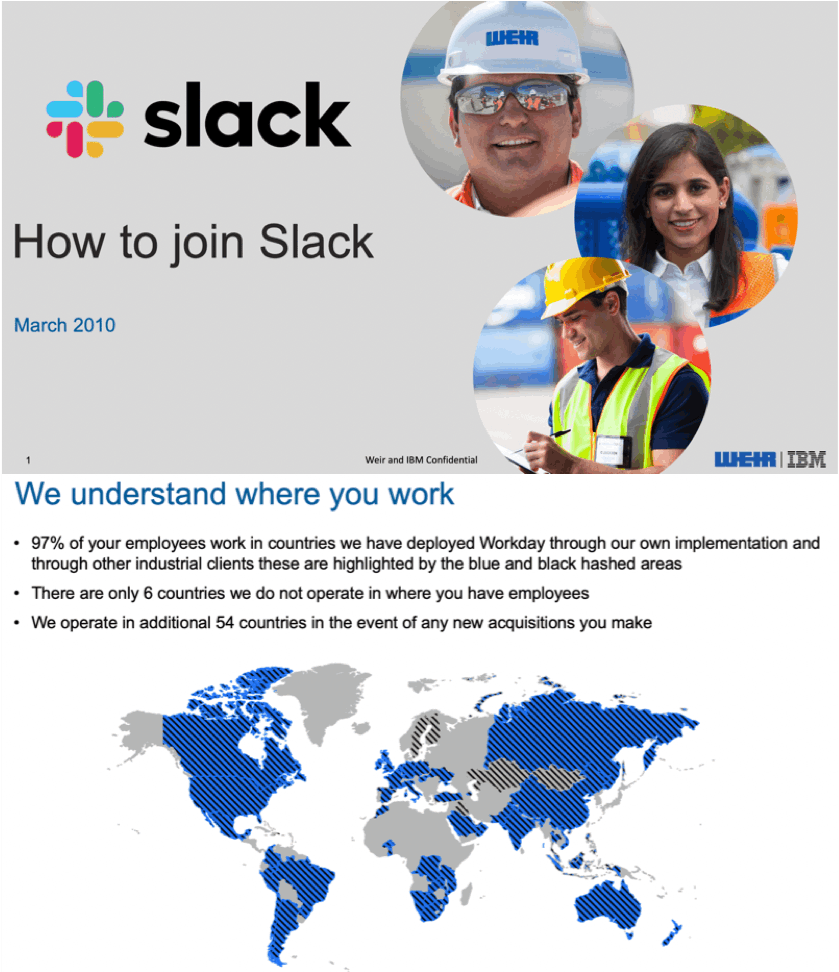 WEIR
slack
How to join Slack
March 2010
1
Weir and IBM Confidential
WEIR | IBM
We understand where you work
• 97% of your employees work in countries we have deployed Workday through our own implementation and
through other industrial clients these are highlighted by the blue and black hashed areas
• There are only 6 countries we do not operate in where you have employees
• We operate in additional 54 countries in the event of any new acquisitions you make